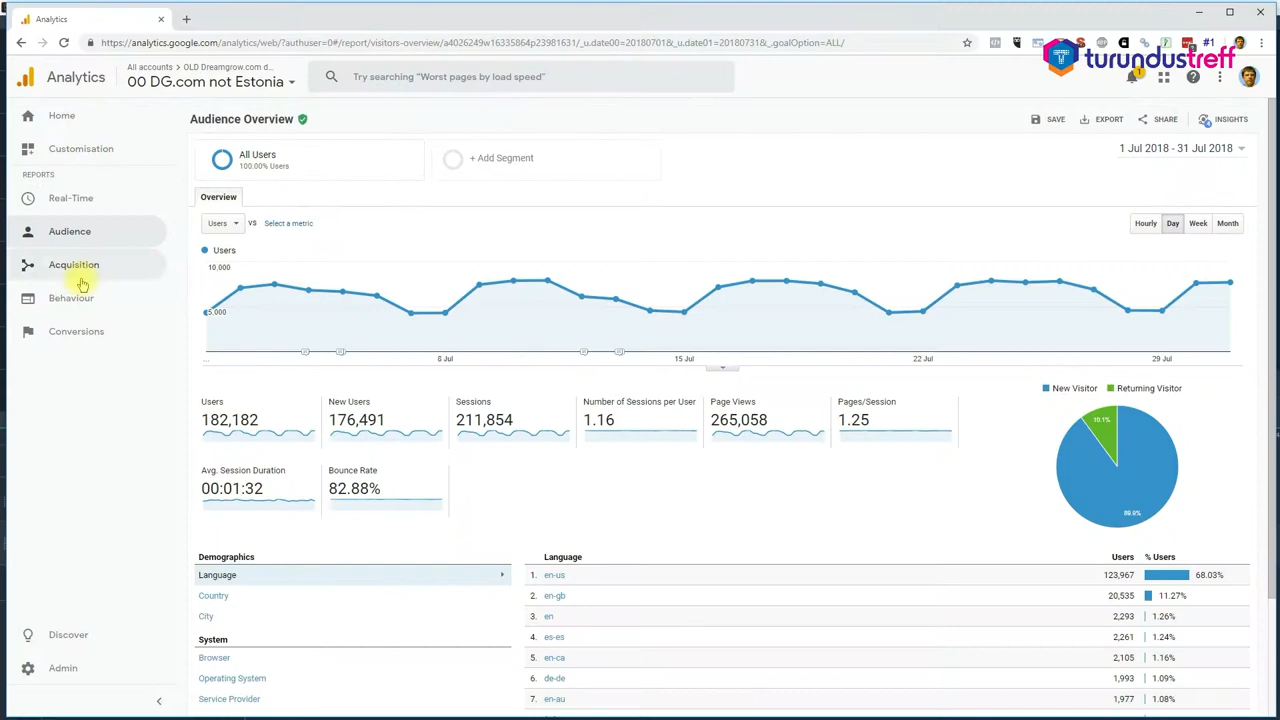 Analytics
https://analytics.google.com/analytics/web/?authuser=0#/report/visitors-overview/a4026249w1635864p23981631/_u.date00=20180701&_u.date01=20180731&_.goalOption=ALL/
#1
turundustreff
Analytics
All accounts > OLD Dreamgrow.com d...
00 DG.com not Estonia
Try searching "Worst pages by load speed"
1
Home
Customisation
REPORTS
Real-Time
Audience
Acquisition
Behaviour
Conversions
Discover
Admin
Audience Overview
SAVE
EXPORT
SHARE
4
INSIGHTS
All Users
100.00% Users
+ Add Segment
1 Jul 2018 - 31 Jul 2018
Overview
Users
VS
Select a metric
Hourly
Day
Week
Month
Users
10,000
5,000
...
8 Jul
15 Jul
22 Jul
29 Jul
Users
182,182
New Users
176,491
Sessions
211,854
Number of Sessions per User
1.16
Page Views
265,058
Pages/Session
1.25
Avg. Session Duration
00:01:32
Bounce Rate
82.88%
New Visitor
Returning Visitor
10.1%
89.9%
Demographics
Language
Country
City
System
Browser
Operating System
Service Provider
Language
Users
% Users
1. en-us 123,967 68.03%
2. en-gb 20,535 11.27%
3. en 2,293 1.26%
4. es-es 2,261 1.24%
5. en-ca 2,105 1.16%
6. de-de 1,993 1.09%
7. en-au 1,977 1.08%